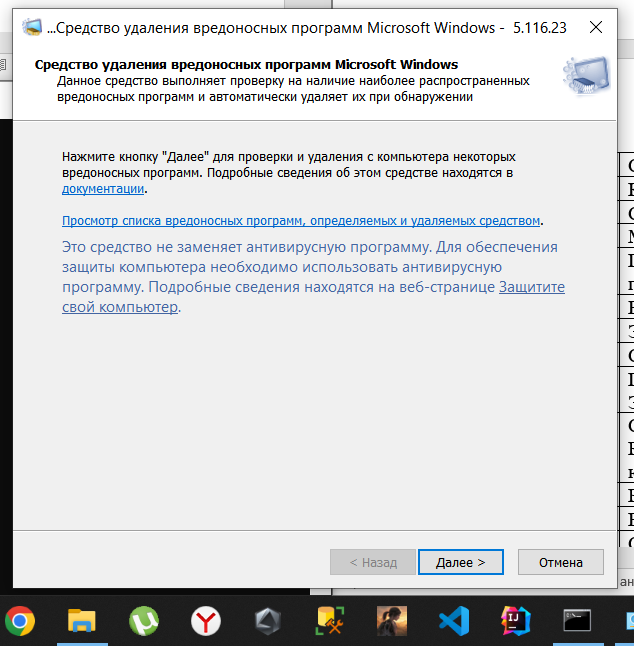 ...Средство удаления вредоносных программ Microsoft Windows - 5.116.23
Средство удаления вредоносных программ Microsoft Windows
Данное средство выполняет проверку на наличие наиболее распространенных
вредоносных программ и автоматически удаляет их при обнаружении
Нажмите кнопку "Далее" для проверки и удаления с компьютера некоторых
вредоносных программ. Подробные сведения об этом средстве находятся в
документации.
Просмотр списка вредоносных программ, определяемых и удаляемых средством.
Это средство не заменяет антивирусную программу. Для обеспечения
защиты компьютера необходимо использовать антивирусную
программу. Подробные сведения находятся на веб-странице Защитите
свой компьютер.
< Назад
Далее >
Отмена